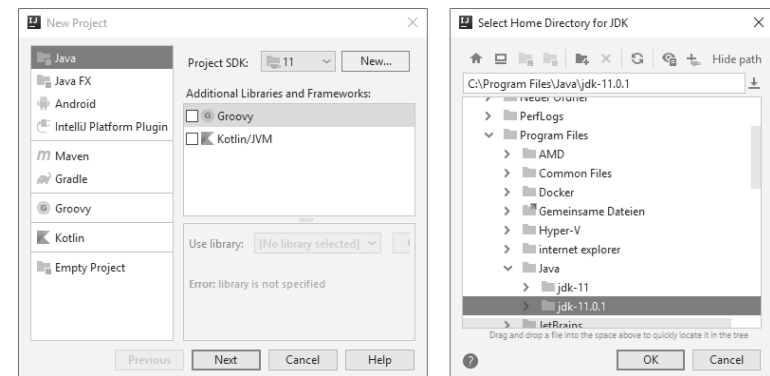 New Project
Java
Java FX
Android
IntelliJ Platform Plugin
Maven
Gradle
Groovy
Kotlin
Empty Project
Project SDK: 11 New...
Additional Libraries and Frameworks:
Groovy
Kotlin/JVM
Use library: [No library selected]
Error: library is not specified
Previous Next Cancel Help
Select Home Directory for JDK
Hide path
C:\Program Files\Java\jdk-11.0.1
Neuer Ordner
PerfLogs
Program Files
AMD
Common Files
Docker
Gemeinsame Dateien
Hyper-V
internet explorer
Java
jdk-11
jdk-11.0.1
JetBrains
Drag and drop a file into the space above to quickly locate it in the tree
OK Cancel